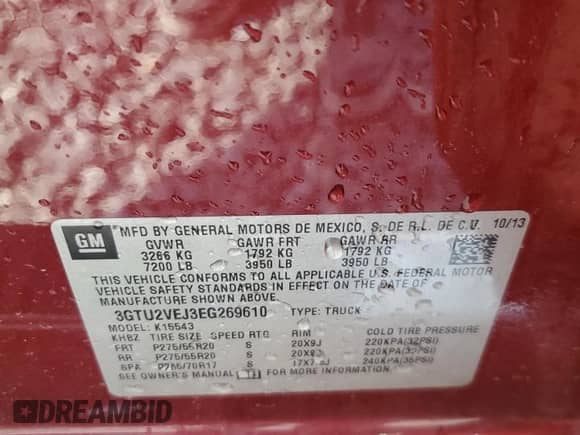 GM
MFD BY GENERAL MOTORS DE MEXICO, S. DE R.L. DE C.V. 10/13
GVWR GAWR FRT GAWR RR
3266 KG 1792 KG 1792 KG
7200 LB 3950 LB 3950 LB
THIS VEHICLE CONFORMS TO ALL APPLICABLE U.S. FEDERAL MOTOR
VEHICLE SAFETY STANDARDS IN EFFECT ON THE DATE OF
MANUFACTURE SHOWN ABOVE.
3GTU2VEJ3EG269610 TYPE: TRUCK
MODEL: K15543
KHBZ TIRE SIZE SPEED RTG RIM COLD TIRE PRESSURE
FRT P275/55R20 S 20X9J 220KPA(32PSI)
RR P275/55R20 S 20X9J 220KPA(32PSI)
SPA P265/70R17 S 240KPA(35PSI)
SEE OWNER'S MANUAL FOR MORE INFORMATION.
DREAMBID